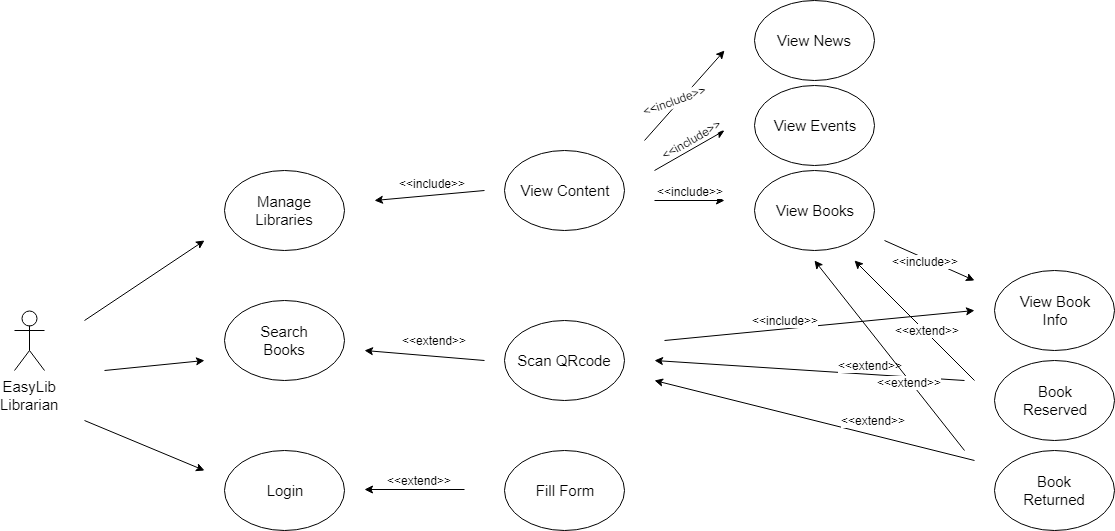 View News
<<include>>
View Events
<<include>>
<<include>>
View Content
<<include>>
Manage
Libraries
View Books
<<include>>
View Book
Info
<<include>>
Search
Books
<<extend>>
Scan QRcode
<<extend>>
<<extend>>
<<extend>>
Book
Reserved
EasyLib
Librarian
<<extend>>
Login
<<extend>>
Fill Form
Book
Returned